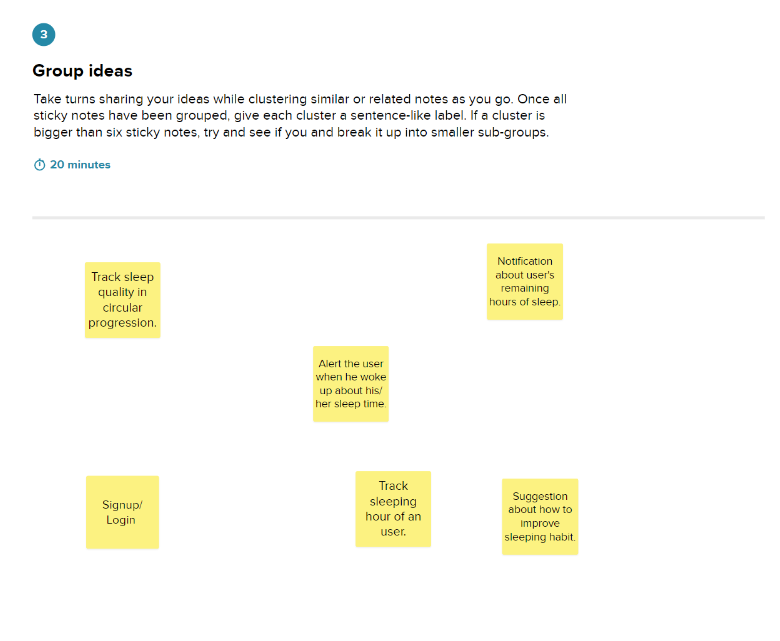 3
Group ideas
Take turns sharing your ideas while clustering similar or related notes as you go. Once all
sticky notes have been grouped, give each cluster a sentence-like label. If a cluster is
bigger than six sticky notes, try and see if you and break it up into smaller sub-groups.
20 minutes
Track sleep
quality in
circular
progression.
Notification
about user's
remaining
hours of sleep.
Alert the user
when he woke
up about his/
her sleep time.
Signup/
Login
Track
sleeping
hour of an
user.
Suggestion
about how to
improve
sleeping habit.